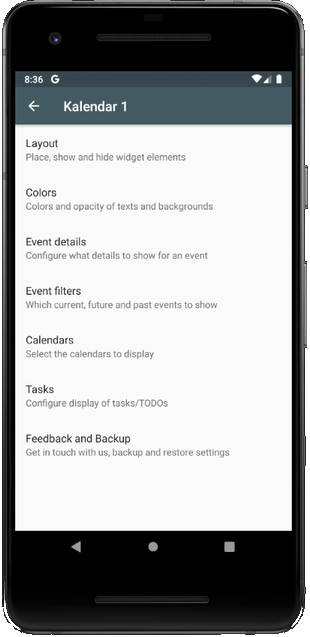 8:36 G
Kalendar 1
Layout
Place, show and hide widget elements
Colors
Colors and opacity of texts and backgrounds
Event details
Configure what details to show for an event
Event filters
Which current, future and past events to show
Calendars
Select the calendars to display
Tasks
Configure display of tasks/TODOs
Feedback and Backup
Get in touch with us, backup and restore settings